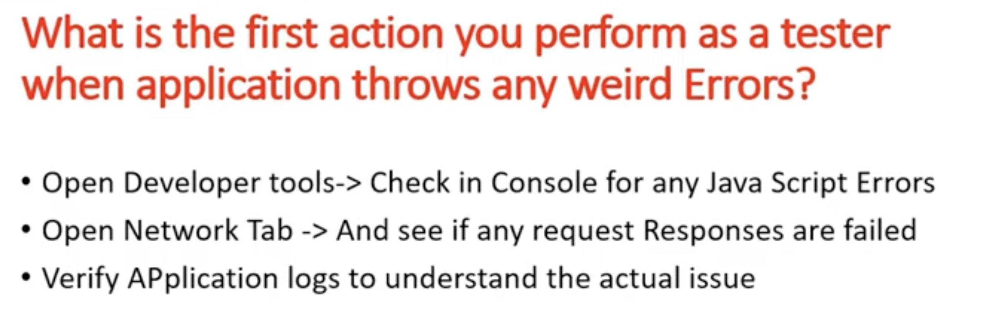 What is the first action you perform as a tester
when application throws any weird Errors?
• Open Developer tools-> Check in Console for any Java Script Errors
• Open Network Tab -> And see if any request Responses are failed
• Verify APplication logs to understand the actual issue